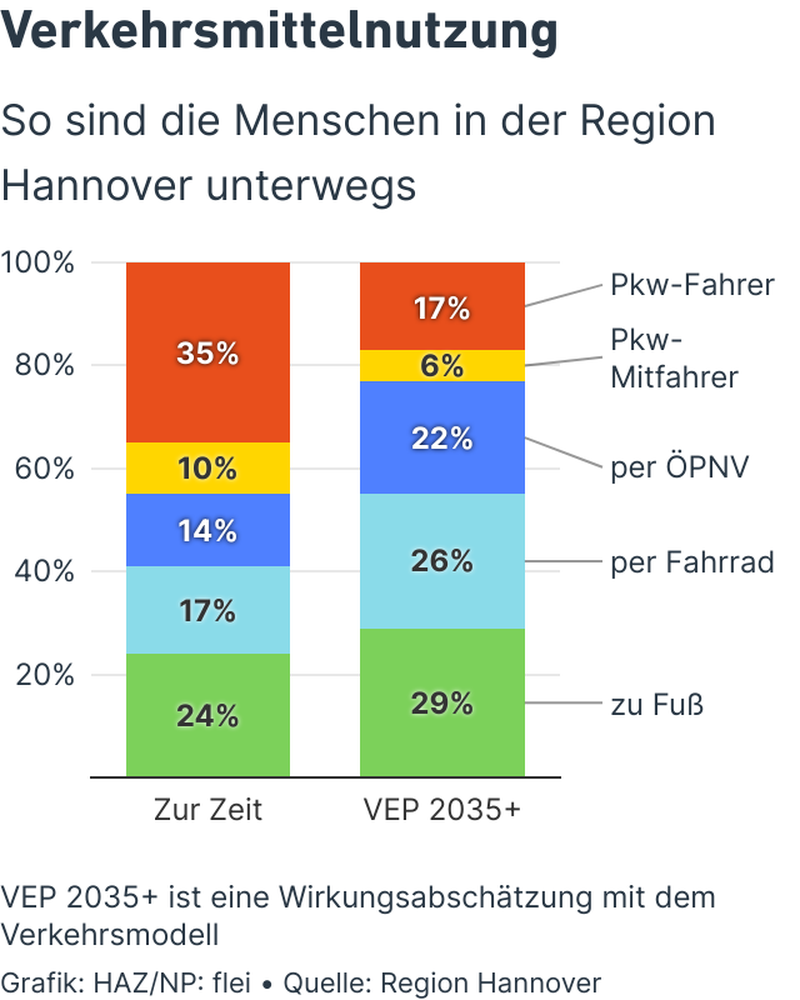 Verkehrsmittelnutzung
So sind die Menschen in der Region
Hannover unterwegs
100%
80%
60%
40%
20%
35%
10%
14%
17%
24%
17%
6%
22%
26%
29%
Pkw-Fahrer
Pkw-
Mitfahrer
per ÖPNV
per Fahrrad
zu Fuß
Zur Zeit
VEP 2035+
VEP 2035+ ist eine Wirkungsabschätzung mit dem
Verkehrsmodell
Grafik: HAZ/NP: flei • Quelle: Region Hannover